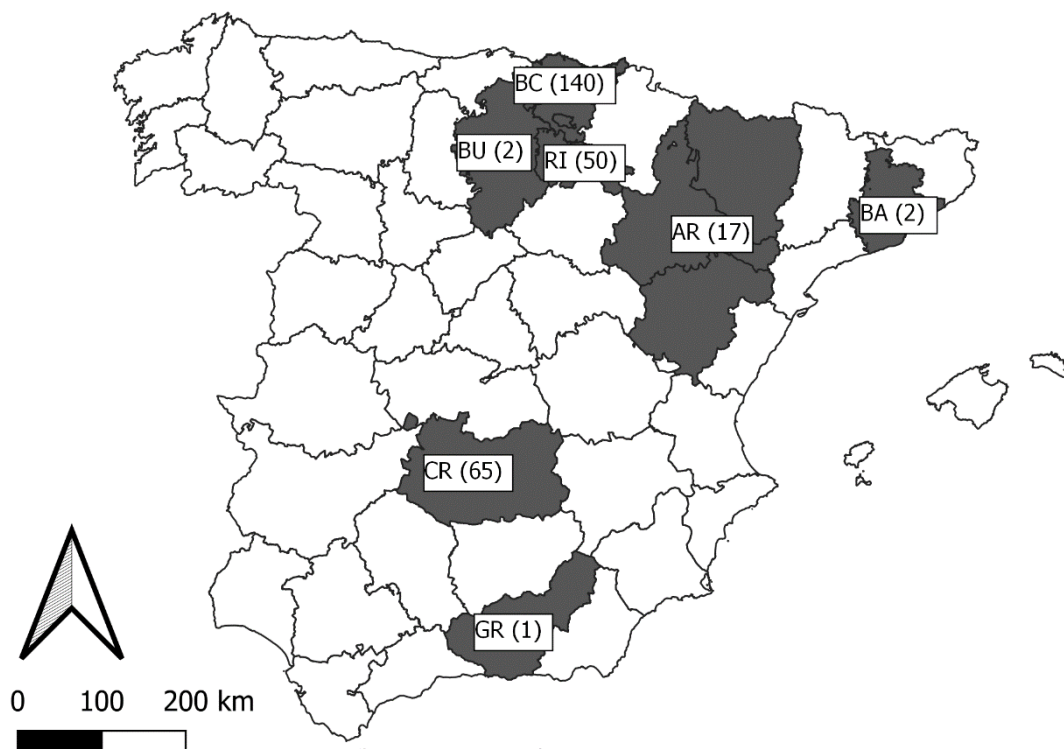 BC (140)
BU (2)
RI (50)
BA (2)
AR (17)
CR (65)
GR (1)
0 100 200 km